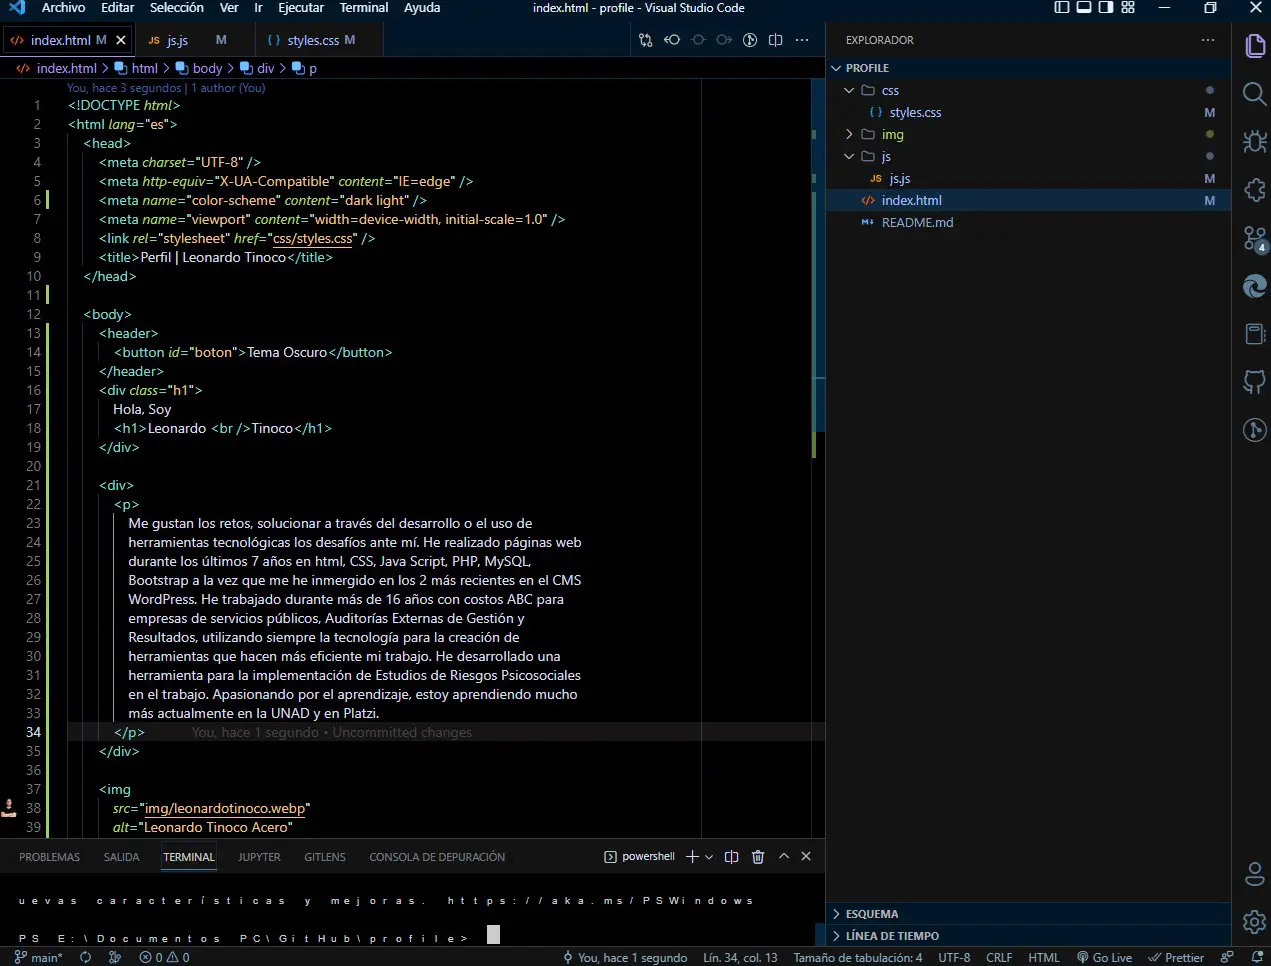 Archivo Editar Selección Ver Ir Ejecutar Terminal Ayuda index.html - profile - Visual Studio Code
index.html M JS js.js M styles.css M
index.html > html > body > div > p
You, hace 3 segundos | 1 author (You)
1 <!DOCTYPE html>
2 <html lang="es">
3 <head>
4 <meta charset="UTF-8" />
5 <meta http-equiv="X-UA-Compatible" content="IE=edge" />
6 <meta name="color-scheme" content="dark light" />
7 <meta name="viewport" content="width=device-width, initial-scale=1.0" />
8 <link rel="stylesheet" href="css/styles.css" />
9 <title>Perfil | Leonardo Tinoco</title>
10 </head>
11
12 <body>
13 <header>
14 <button id="boton">Tema Oscuro</button>
15 </header>
16 <div class="h1">
17 Hola, Soy
18 <h1>Leonardo <br />Tinoco</h1>
19 </div>
20
21 <div>
22 <p>
23 Me gustan los retos, solucionar a través del desarrollo o el uso de
24 herramientas tecnológicas los desafíos ante mí. He realizado páginas web
25 durante los últimos 7 años en html, CSS, Java Script, PHP, MySQL,
26 Bootstrap a la vez que me he inmergido en los 2 más recientes en el CMS
27 WordPress. He trabajado durante más de 16 años con costos ABC para
28 empresas de servicios públicos, Auditorías Externas de Gestión y
29 Resultados, utilizando siempre la tecnología para la creación de
30 herramientas que hacen más eficiente mi trabajo. He desarrollado una
31 herramienta para la implementación de Estudios de Riesgos Psicosociales
32 en el trabajo. Apasionando por el aprendizaje, estoy aprendiendo mucho
33 más actualmente en la UNAD y en Platzi.
34 </p> You, hace 1 segundo • Uncommitted changes
35 </div>
36
37 <img
38 src="img/leonardotinoco.webp"
39 alt="Leonardo Tinoco Acero"
PROBLEMAS SALIDA TERMINAL JUPYTER GITLENS CONSOLA DE DEPURACIÓN powershell
uevas características y mejoras. https://aka.ms/PSWindows
PS E:\Documentos PC\GitHub\profile>
EXPLORADOR
PROFILE
css
styles.css M
img
js
JS js.js M
index.html M
README.md
4
ESQUEMA
LÍNEA DE TIEMPO
main* 0 0 You, hace 1 segundo Lín. 34, col. 13 Tamaño de tabulación: 4 UTF-8 CRLF HTML Go Live Prettier